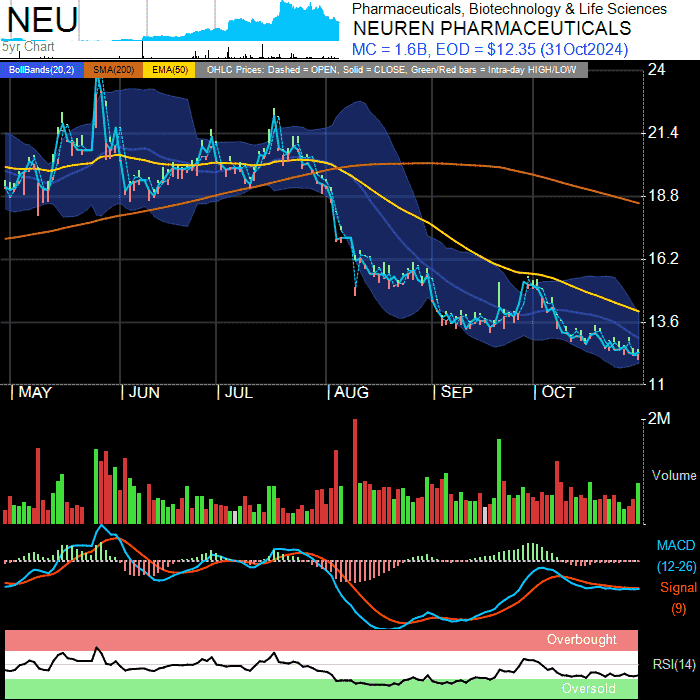 NEU
5yr Chart
Pharmaceuticals, Biotechnology & Life Sciences
NEUREN PHARMACEUTICALS
MC = 1.6B, EOD = $12.35 (31Oct2024)
BollBands(20,2) SMA(200) EMA(50) OHLC Prices: Dashed = OPEN, Solid = CLOSE, Green/Red bars = Intra-day HIGH/LOW
24
21.4
18.8
16.2
13.6
11
MAY JUN JUL AUG SEP OCT
2M
Volume
MACD
(12-26)
Signal
(9)
Overbought
RSI(14)
Oversold